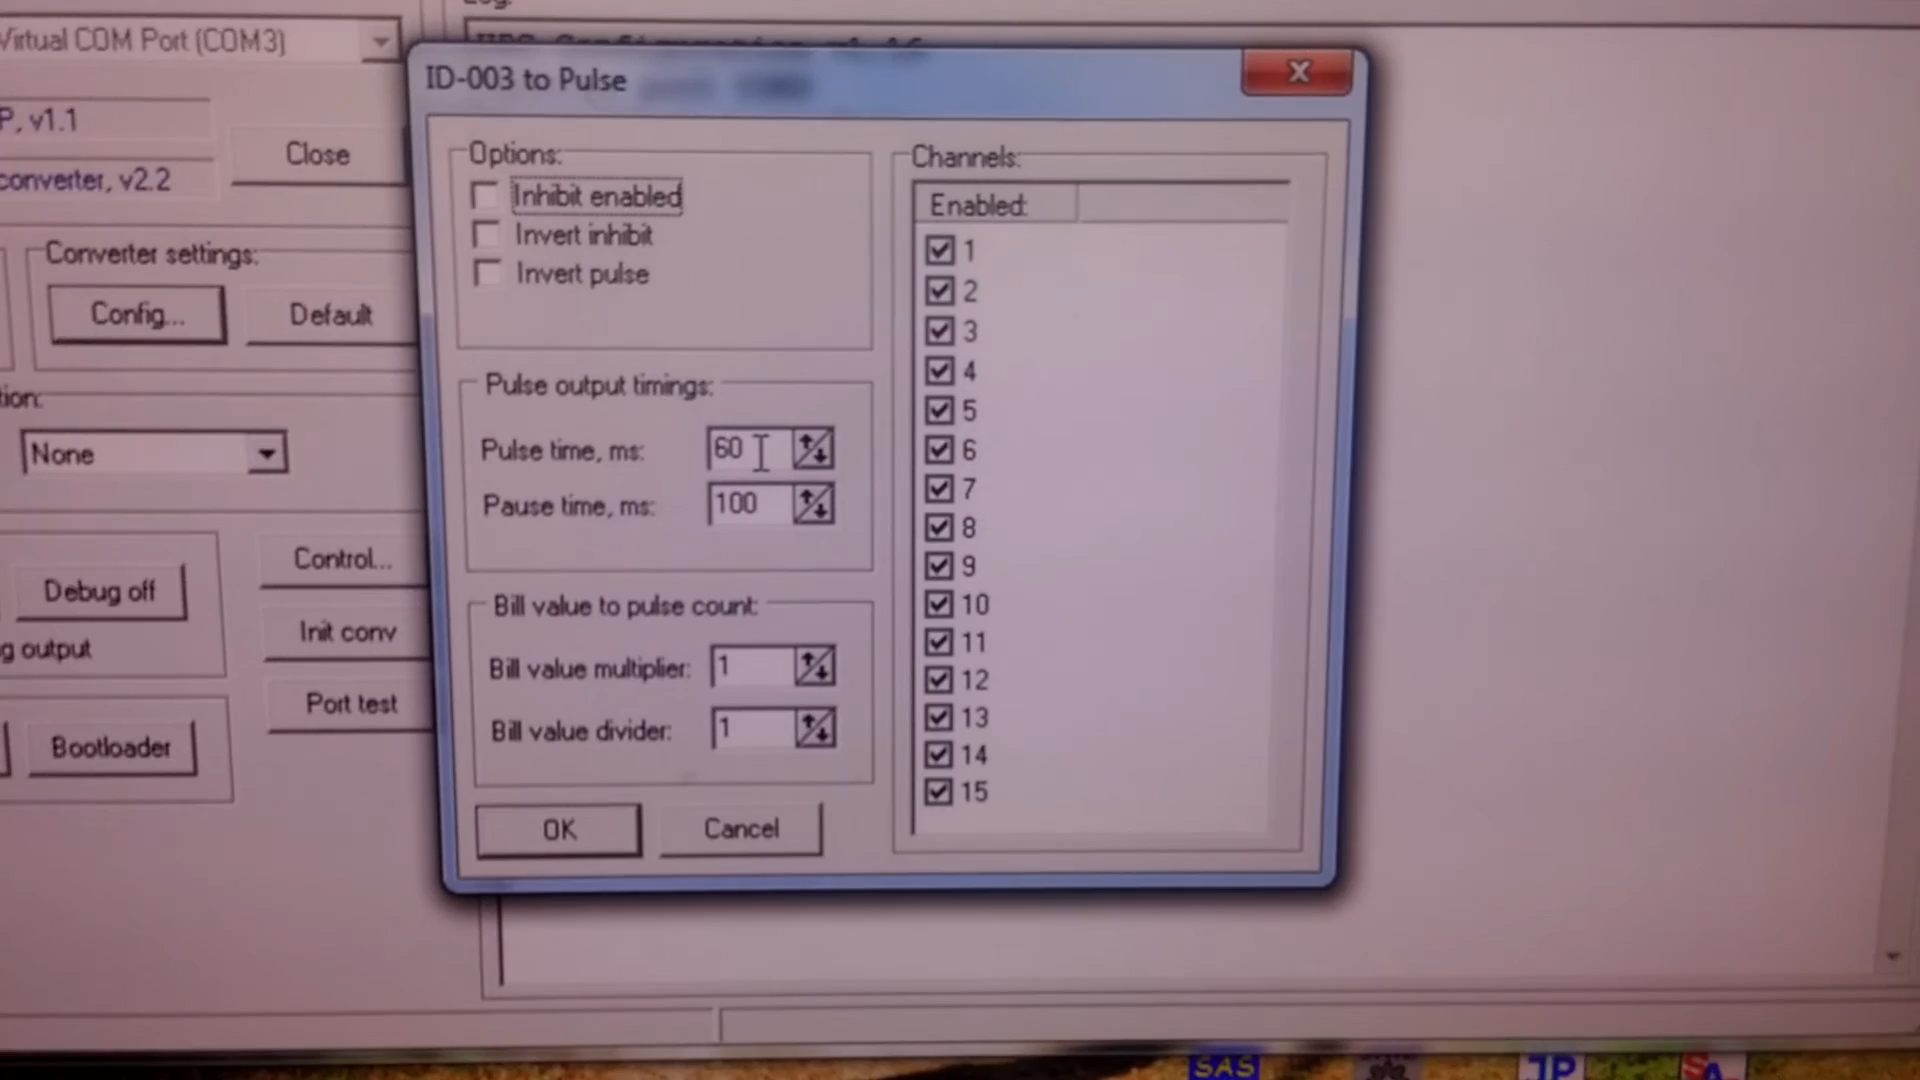 Virtual COM Port (COM3)
P, v1.1
Close
converter, v2.2
Converter settings:
Config...
Default
tion:
None
Debug off
g output
Bootloader
Control...
Init conv
Port test
Log:
ID-003 to Pulse
X
Options:
Inhibit enabled
Invert inhibit
Invert pulse
Pulse output timings:
Pulse time, ms: 60
Pause time, ms: 100
Bill value to pulse count:
Bill value multiplier: 1
Bill value divider: 1
OK
Cancel
Channels:
Enabled:
1
2
3
4
5
6
7
8
9
10
11
12
13
14
15
SAS
JP
SA